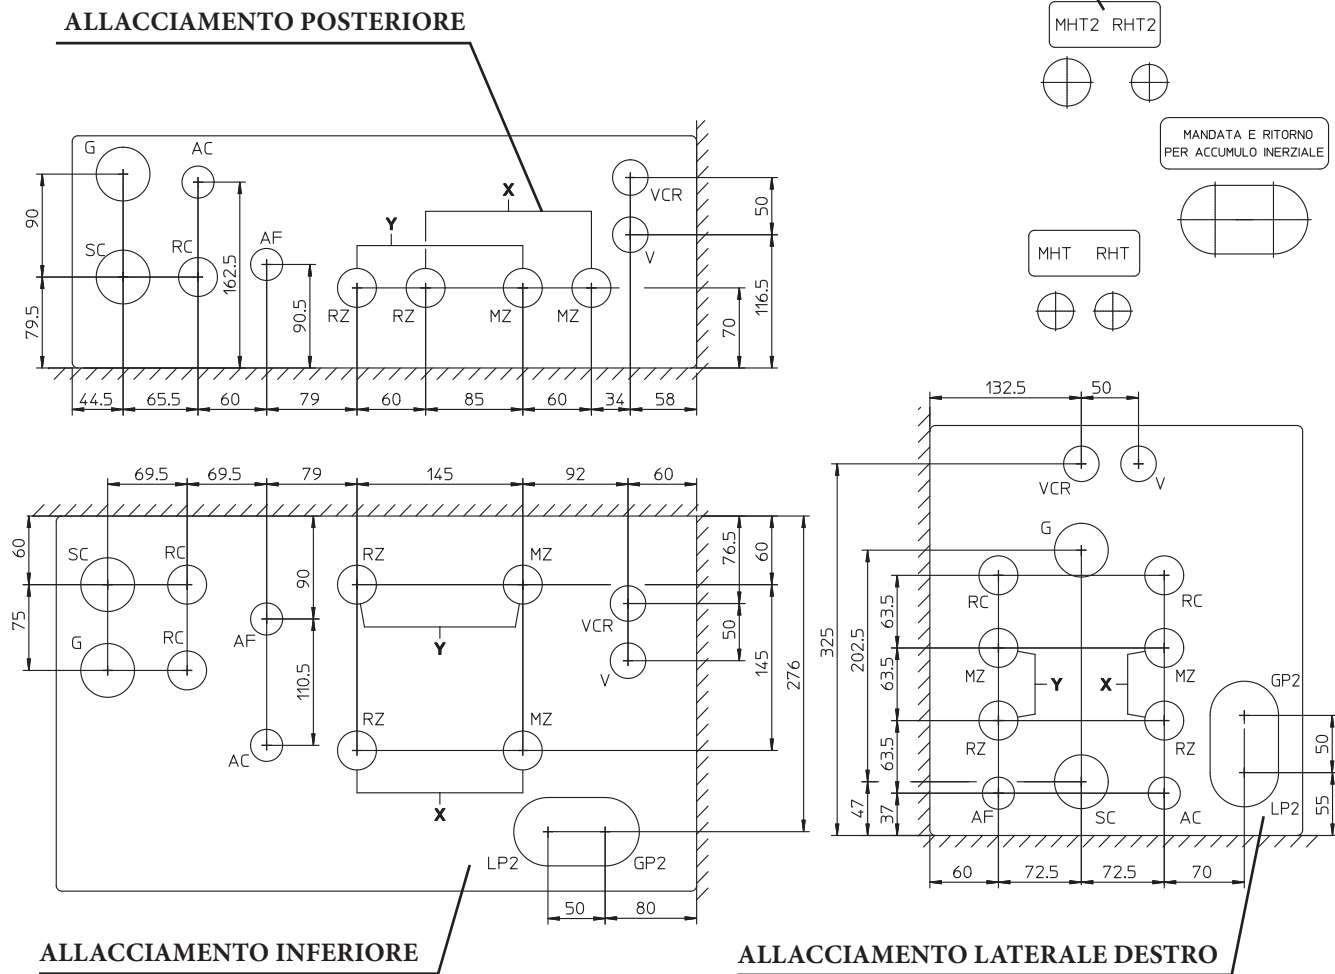 ALLACCIAMENTO POSTERIORE
MHT2 RHT2
MANDATA E RITORNO
PER ACCUMULO INERZIALE
MHT RHT
G
AC
SC
RC
AF
Y
X
RZ
RZ
MZ
MZ
VCR
V
90
79.5
162.5
90.5
50
116.5
70
44.5
65.5
60
79
60
85
60
34
58
69.5
69.5
79
145
92
60
60
75
SC
RC
G
RC
90
110.5
AF
AC
RZ
MZ
Y
RZ
MZ
X
VCR
V
76.5
50
60
145
276
LP2
GP2
50
80
ALLACCIAMENTO INFERIORE
132.5
50
VCR
V
G
RC
RC
MZ
MZ
Y
X
RZ
RZ
AF
SC
AC
GP2
LP2
325
202.5
47
63.5
63.5
63.5
37
50
55
60
72.5
72.5
70
ALLACCIAMENTO LATERALE DESTRO